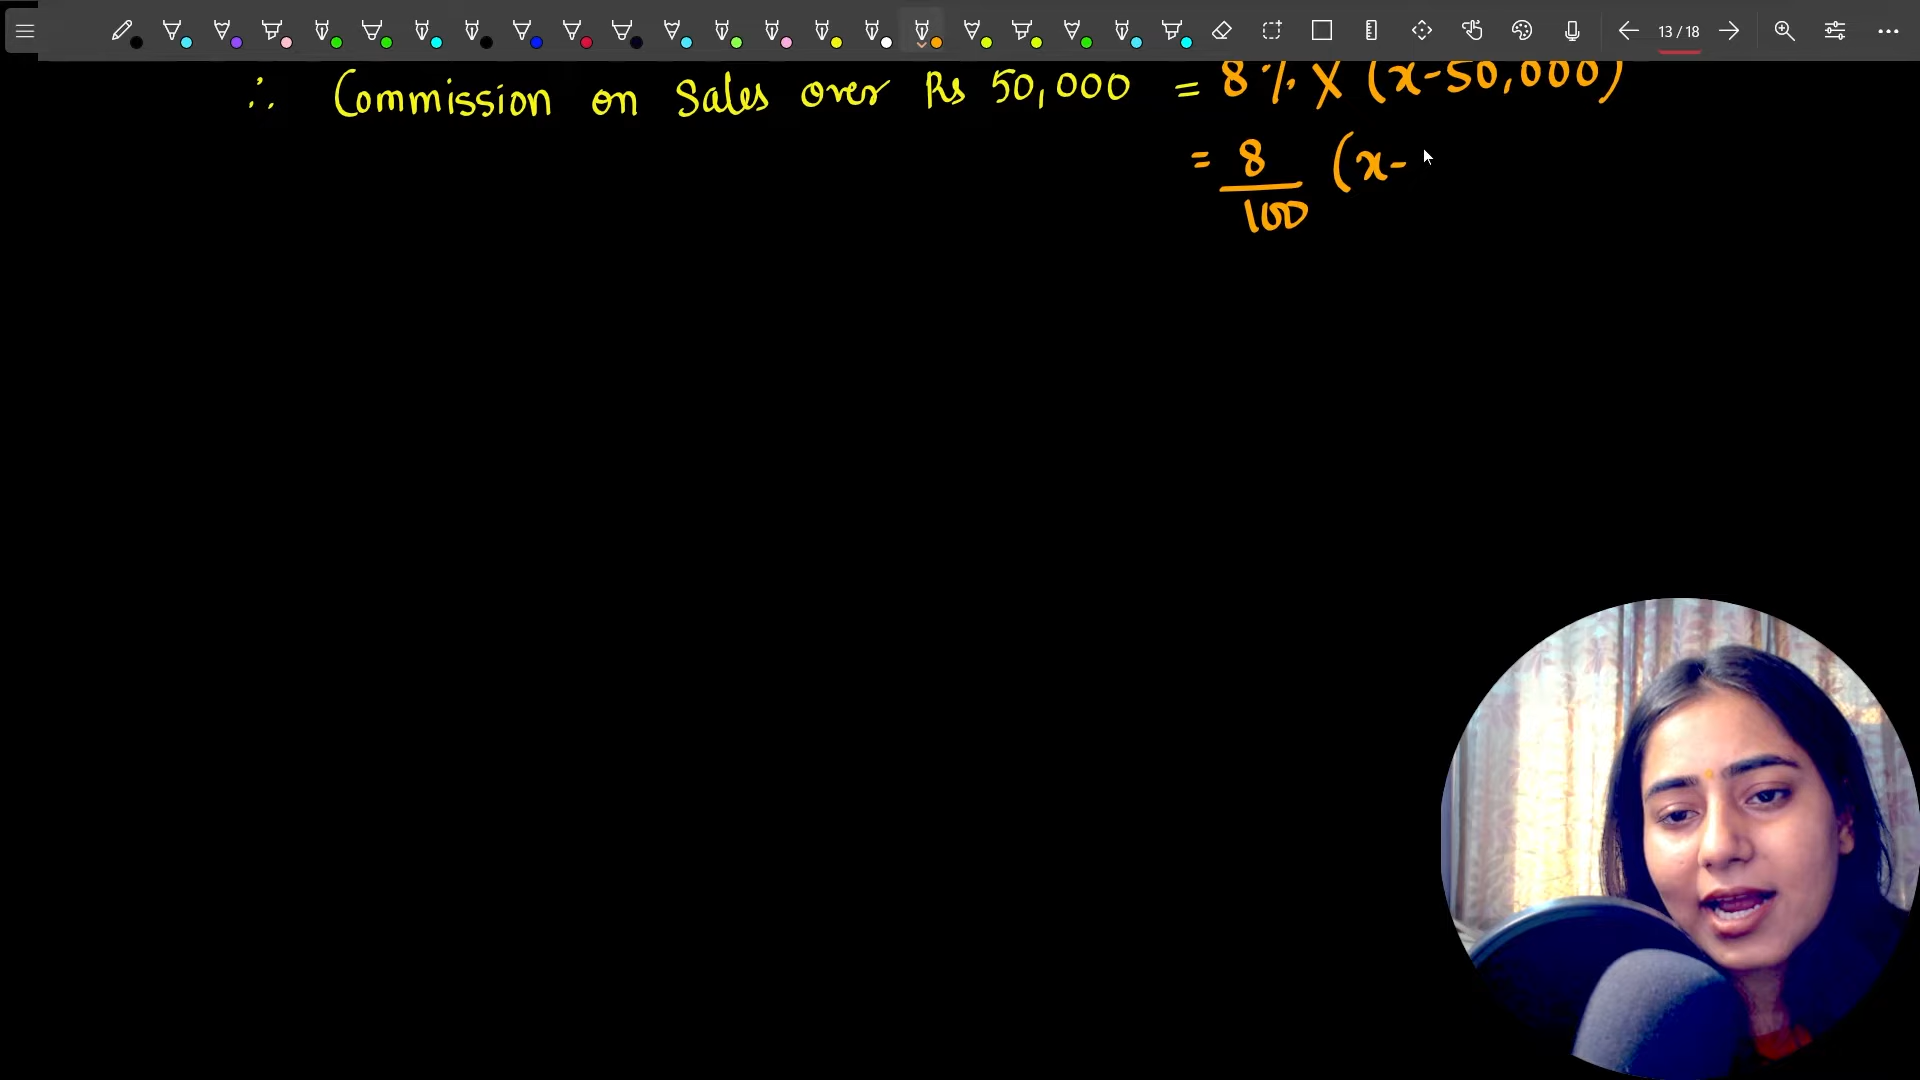 13 / 18
∴ Commission on Sales over Rs 50,000 = 8% X (x-50,000)
= 8/100 (x-